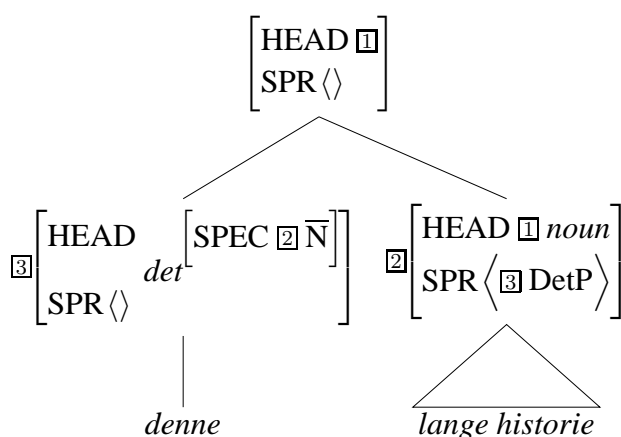 HEAD 1
SPR ⟨⟩
3 HEAD det [SPEC 2 N̅]
SPR ⟨⟩
2 HEAD 1 noun
SPR ⟨ 3 DetP ⟩
denne
lange historie